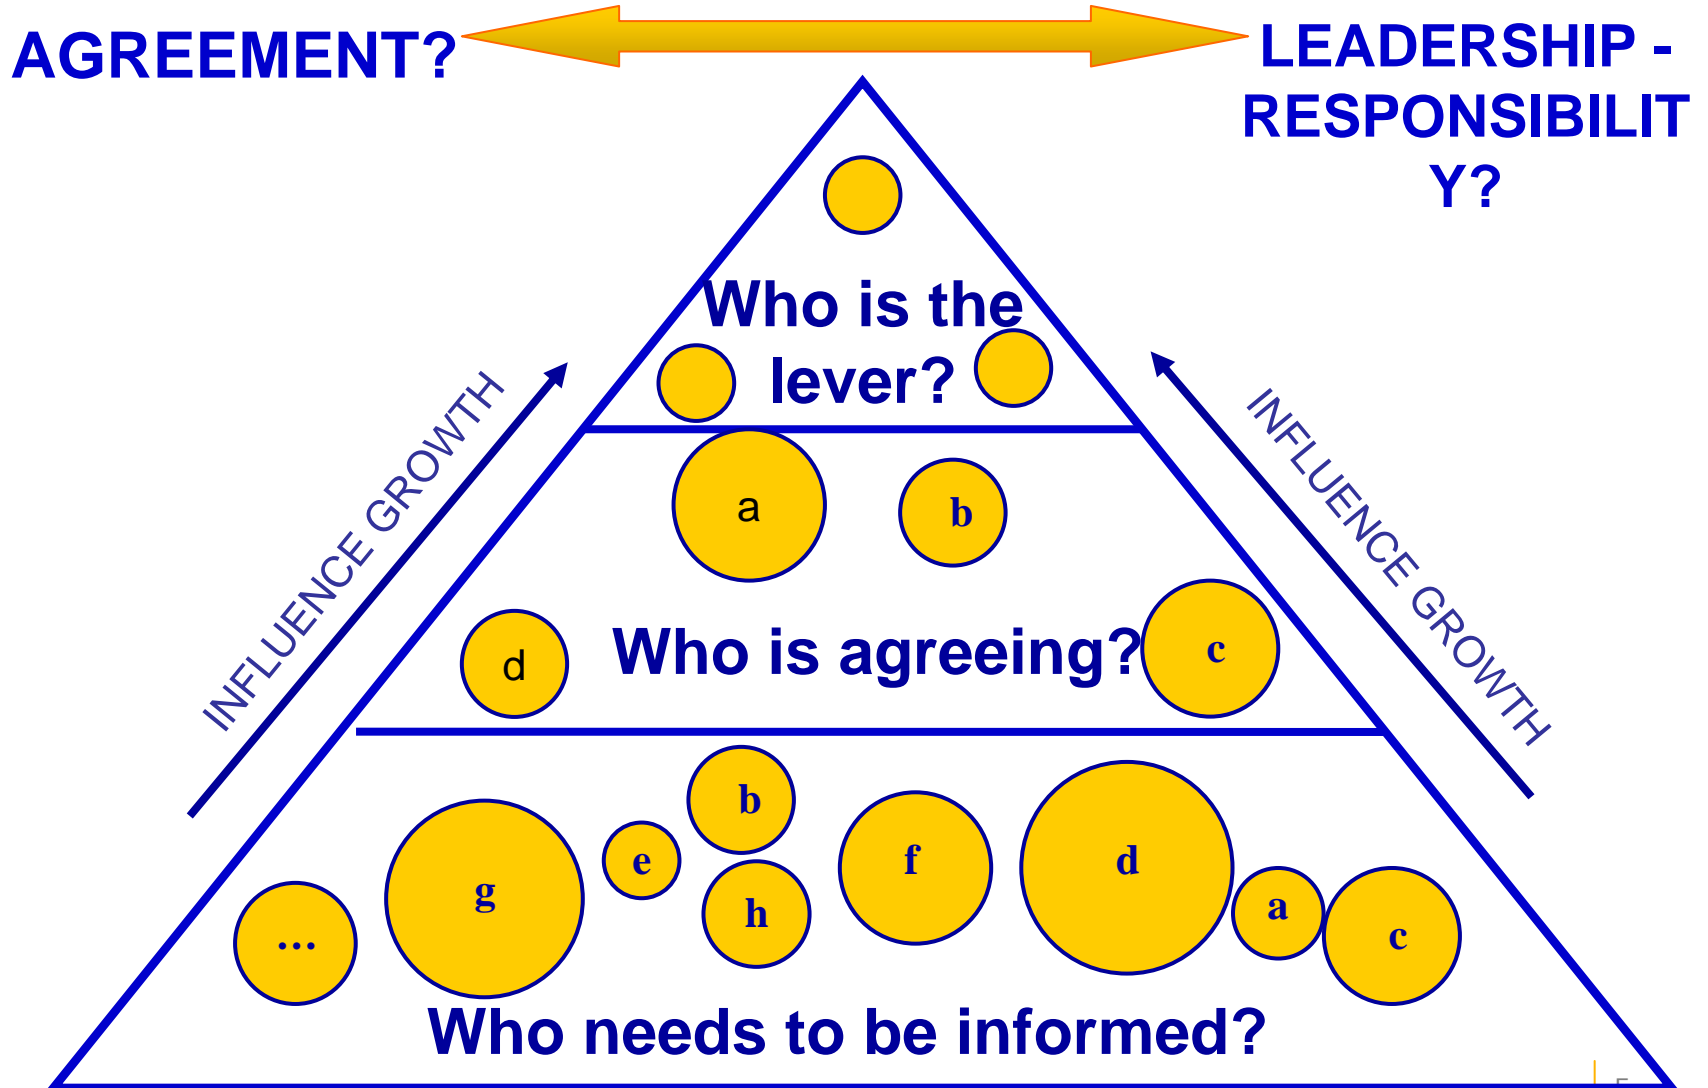 AGREEMENT?
LEADERSHIP -
RESPONSIBILIT
Y?
Who is the
lever?
INFLUENCE GROWTH
INFLUENCE GROWTH
a
b
d
Who is agreeing?
c
b
g
e
h
f
d
a
c
...
Who needs to be informed?